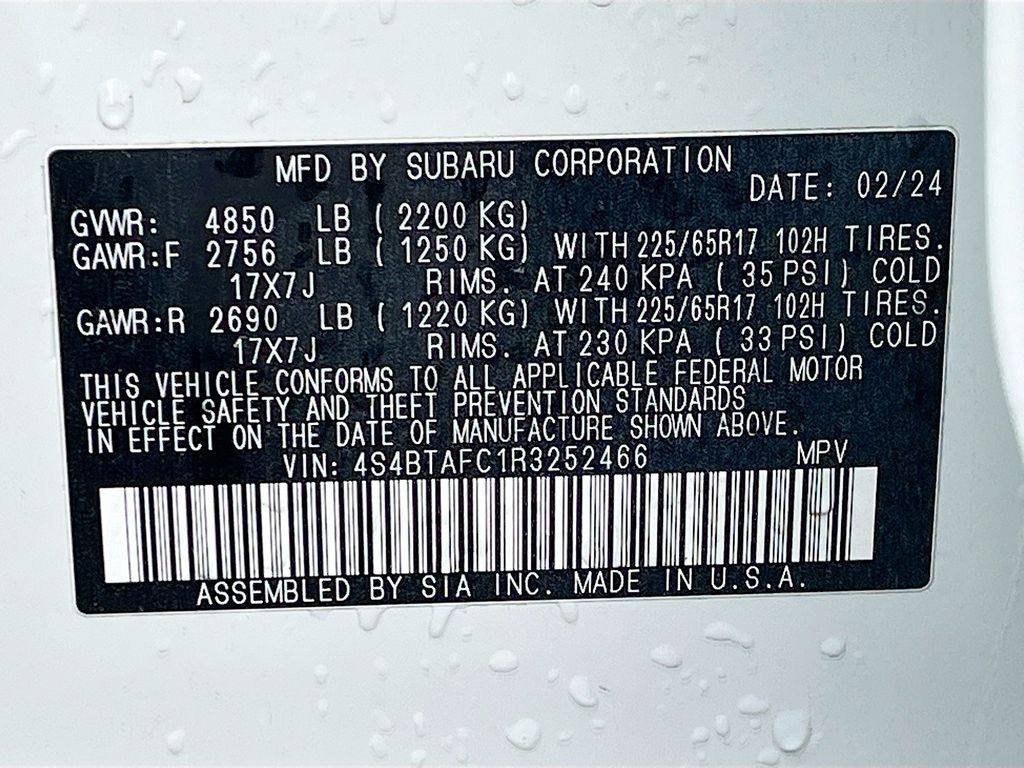 MFD BY SUBARU CORPORATION
DATE: 02/24
GVWR: 4850 LB ( 2200 KG)
GAWR:F 2756 LB ( 1250 KG) WITH 225/65R17 102H TIRES.
17X7J RIMS. AT 240 KPA ( 35 PSI) COLD
GAWR:R 2690 LB ( 1220 KG) WITH 225/65R17 102H TIRES.
17X7J RIMS. AT 230 KPA ( 33 PSI) COLD
THIS VEHICLE CONFORMS TO ALL APPLICABLE FEDERAL MOTOR
VEHICLE SAFETY AND THEFT PREVENTION STANDARDS
IN EFFECT ON THE DATE OF MANUFACTURE SHOWN ABOVE.
VIN: 4S4BTAFC1R3252466 MPV
ASSEMBLED BY SIA INC. MADE IN U.S.A.